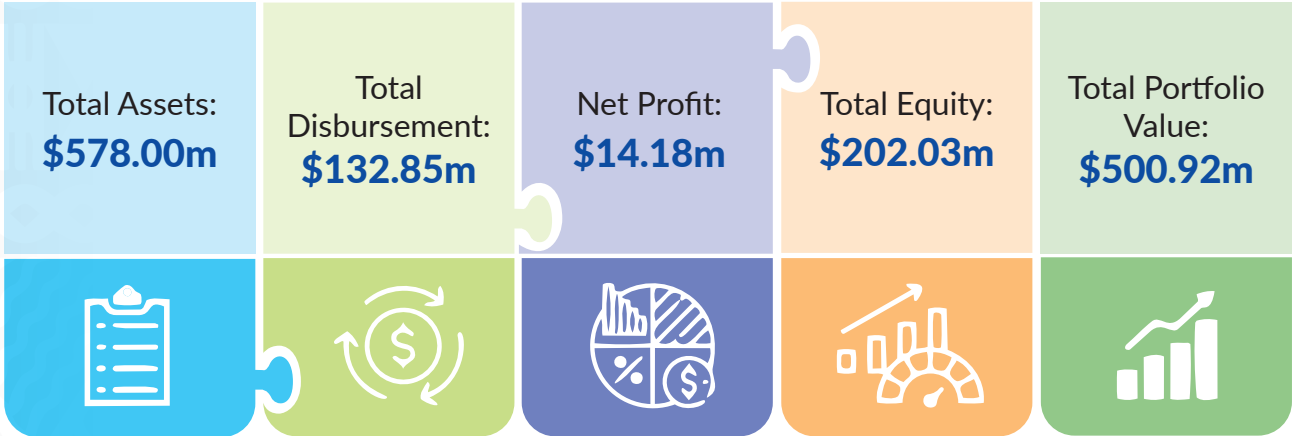 Total Assets:
$578.00m
Total
Disbursement:
$132.85m
Net Profit:
$14.18m
Total Equity:
$202.03m
Total Portfolio
Value:
$500.92m
$
%
$